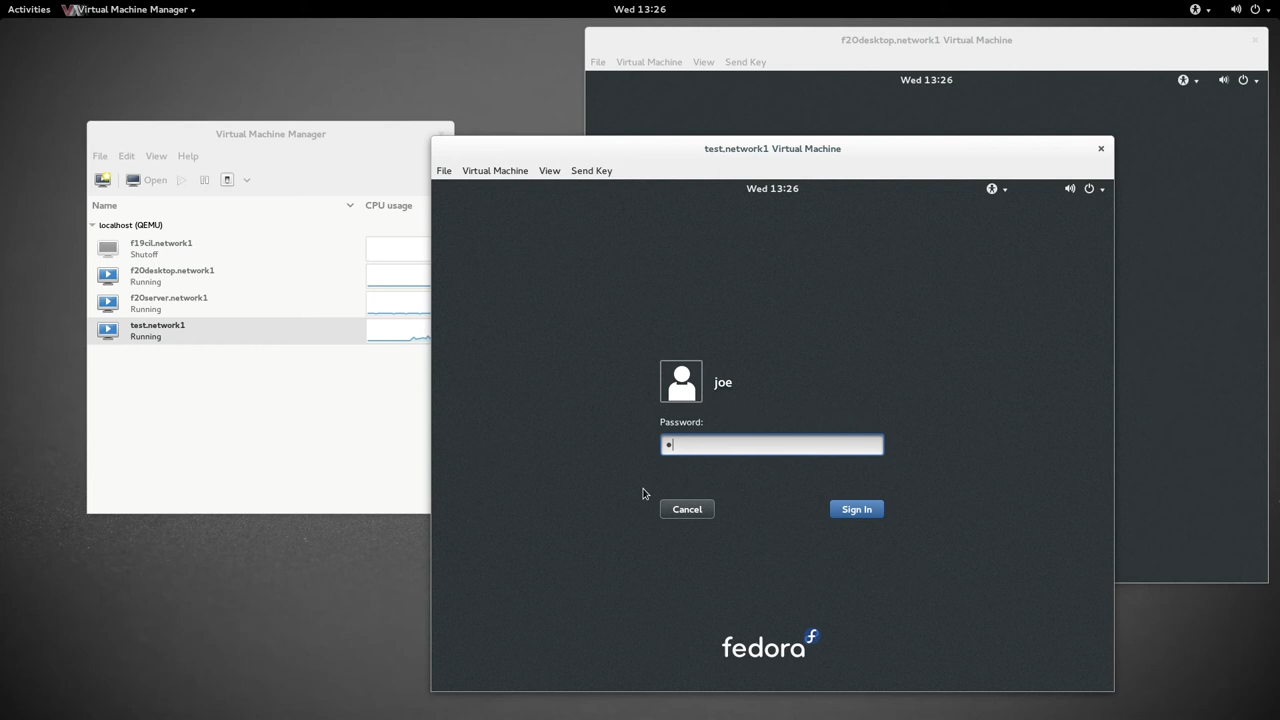 Activities
Virtual Machine Manager
Wed 13:26
f20desktop.network1 Virtual Machine
File Virtual Machine View Send Key
Wed 13:26
Virtual Machine Manager
File Edit View Help
Open
Name CPU usage
localhost (QEMU)
f19cil.network1
Shutoff
f20desktop.network1
Running
f20server.network1
Running
test.network1
Running
test.network1 Virtual Machine
File Virtual Machine View Send Key
Wed 13:26
joe
Password:
Cancel Sign In
fedora